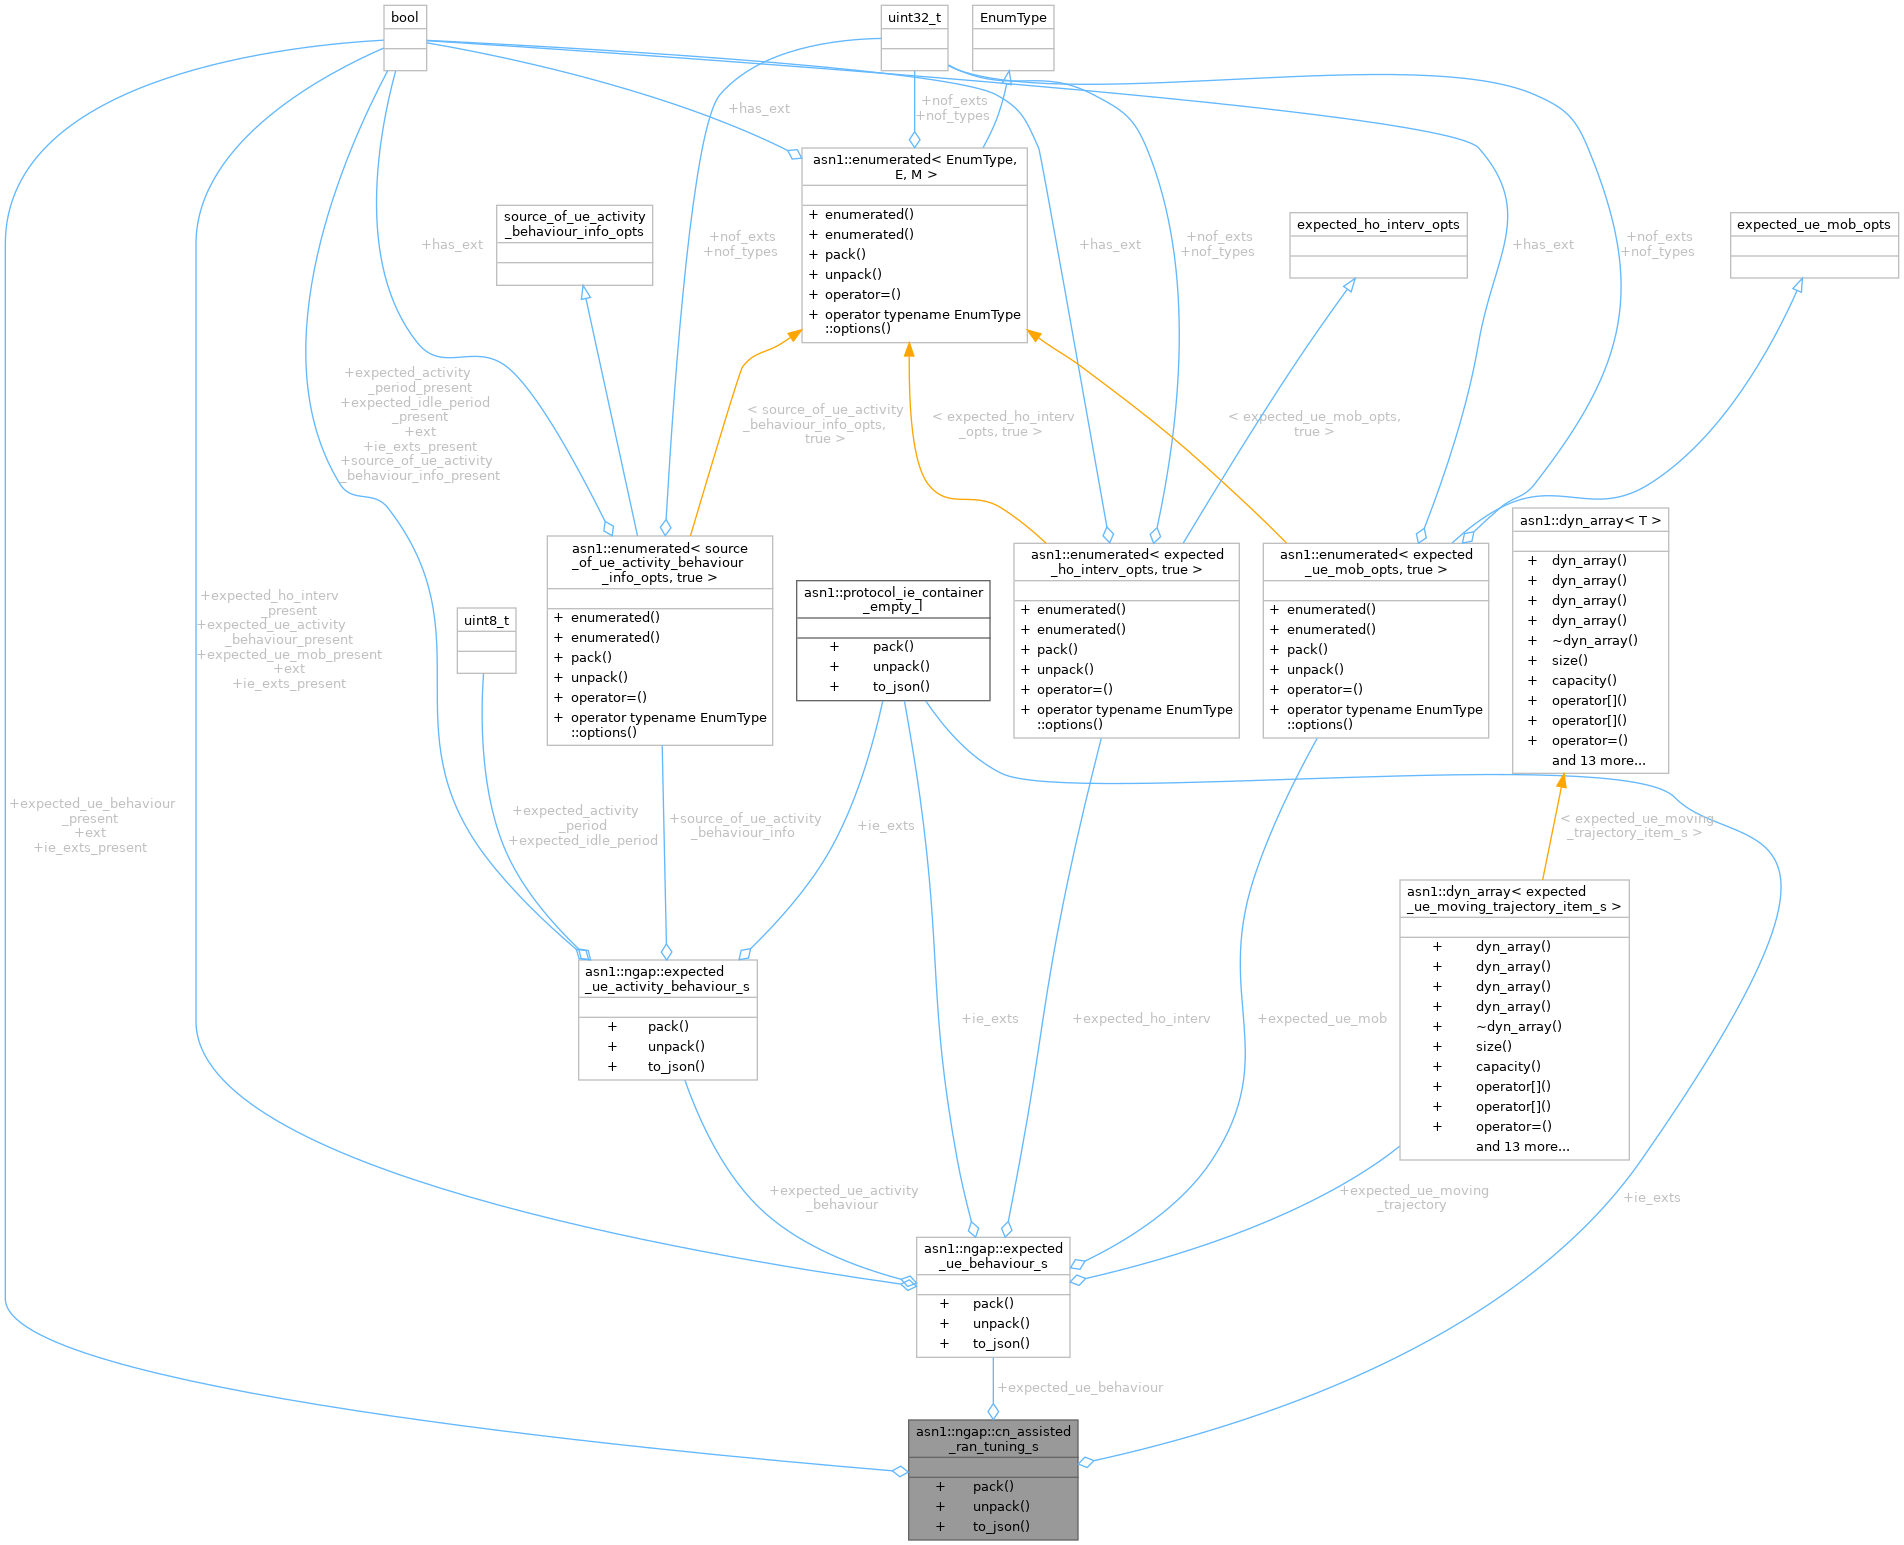 bool
uint32_t
EnumType
+has_ext
+nof_exts
+nof_types
asn1::enumerated< EnumType,
E, M >
+ enumerated()
+ enumerated()
+ pack()
+ unpack()
+ operator=()
+ operator typename EnumType
::options()
source_of_ue_activity
_behaviour_info_opts
expected_ho_interv_opts
expected_ue_mob_opts
+has_ext
+nof_exts
+nof_types
+has_ext
+nof_exts
+nof_types
+has_ext
+nof_exts
+nof_types
+expected_activity
_period_present
+expected_idle_period
_present
+ext
+ie_exts_present
+source_of_ue_activity
_behaviour_info_present
< source_of_ue_activity
_behaviour_info_opts,
true >
< expected_ho_interv
_opts, true >
< expected_ue_mob_opts,
true >
asn1::enumerated< source
_of_ue_activity_behaviour
_info_opts, true >
+ enumerated()
+ enumerated()
+ pack()
+ unpack()
+ operator=()
+ operator typename EnumType
::options()
asn1::protocol_ie_container
_empty_l
+ pack()
+ unpack()
+ to_json()
asn1::enumerated< expected
_ho_interv_opts, true >
+ enumerated()
+ enumerated()
+ pack()
+ unpack()
+ operator=()
+ operator typename EnumType
::options()
asn1::enumerated< expected
_ue_mob_opts, true >
+ enumerated()
+ enumerated()
+ pack()
+ unpack()
+ operator=()
+ operator typename EnumType
::options()
asn1::dyn_array< T >
+ dyn_array()
+ dyn_array()
+ dyn_array()
+ dyn_array()
+ ~dyn_array()
+ size()
+ capacity()
+ operator[]()
+ operator[]()
+ operator=()
and 13 more...
uint8_t
+expected_ho_interv
_present
+expected_ue_activity
_behaviour_present
+expected_ue_mob_present
+ext
+ie_exts_present
+expected_ue_behaviour
_present
+ext
+ie_exts_present
+expected_activity
_period
+expected_idle_period
+source_of_ue_activity
_behaviour_info
+ie_exts
< expected_ue_moving
_trajectory_item_s >
asn1::dyn_array< expected
_ue_moving_trajectory_item_s >
+ dyn_array()
+ dyn_array()
+ dyn_array()
+ dyn_array()
+ ~dyn_array()
+ size()
+ capacity()
+ operator[]()
+ operator[]()
+ operator=()
and 13 more...
asn1::ngap::expected
_ue_activity_behaviour_s
+ pack()
+ unpack()
+ to_json()
+ie_exts
+expected_ho_interv
+expected_ue_mob
+expected_ue_activity
_behaviour
+expected_ue_moving
_trajectory
+ie_exts
asn1::ngap::expected
_ue_behaviour_s
+ pack()
+ unpack()
+ to_json()
+expected_ue_behaviour
asn1::ngap::cn_assisted
_ran_tuning_s
+ pack()
+ unpack()
+ to_json()